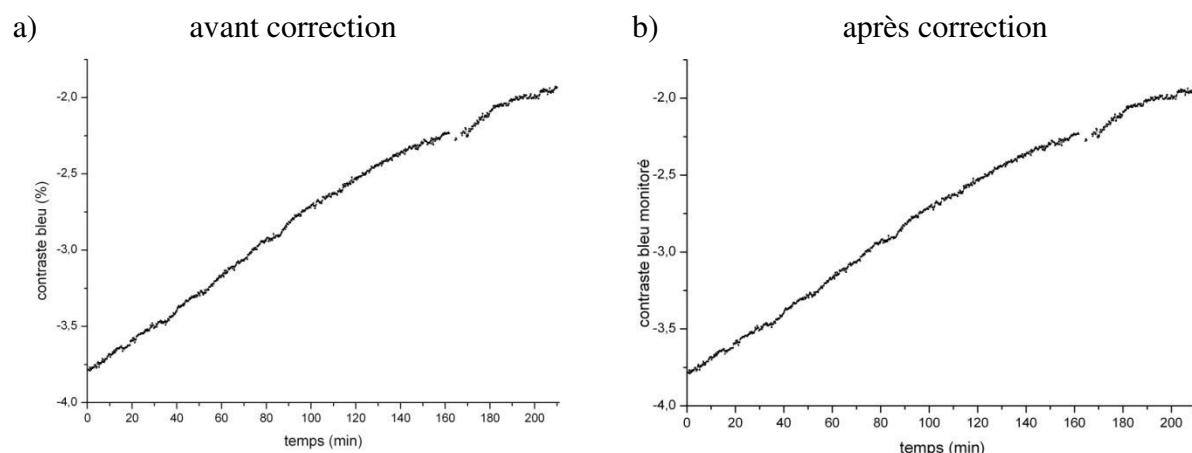 a) avant correction
b) après correction
contraste bleu (%)
-2.0
-2.5
-3.0
-3.5
-4.0
0 20 40 60 80 100 120 140 160 180 200
temps (min)
contraste bleu monitoré
-2.0
-2.5
-3.0
-3.5
-4.0
0 20 40 60 80 100 120 140 160 180 200
temps (min)